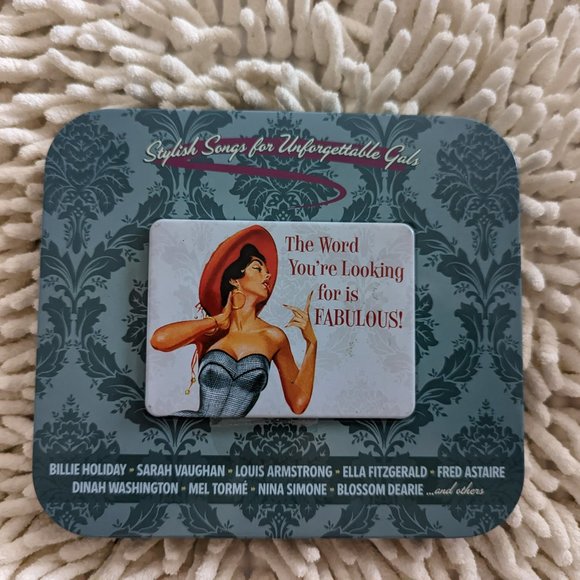 Stylish Songs for Unforgettable Gals
The Word
You're Looking
for is
FABULOUS!
BILLIE HOLIDAY • SARAH VAUGHAN • LOUIS ARMSTRONG • ELLA FITZGERALD • FRED ASTAIRE
DINAH WASHINGTON • MEL TORMÉ • NINA SIMONE • BLOSSOM DEARIE ...and others